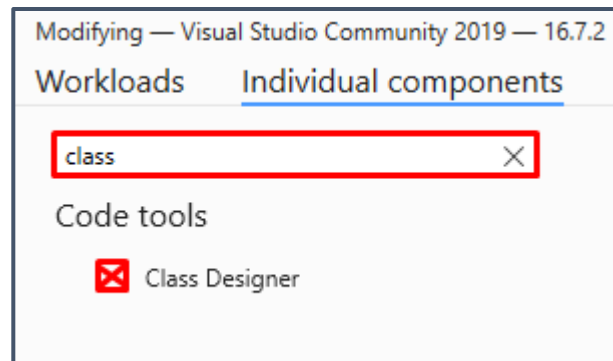 Modifying — Visual Studio Community 2019 — 16.7.2
Workloads Individual components
class
Code tools
Class Designer